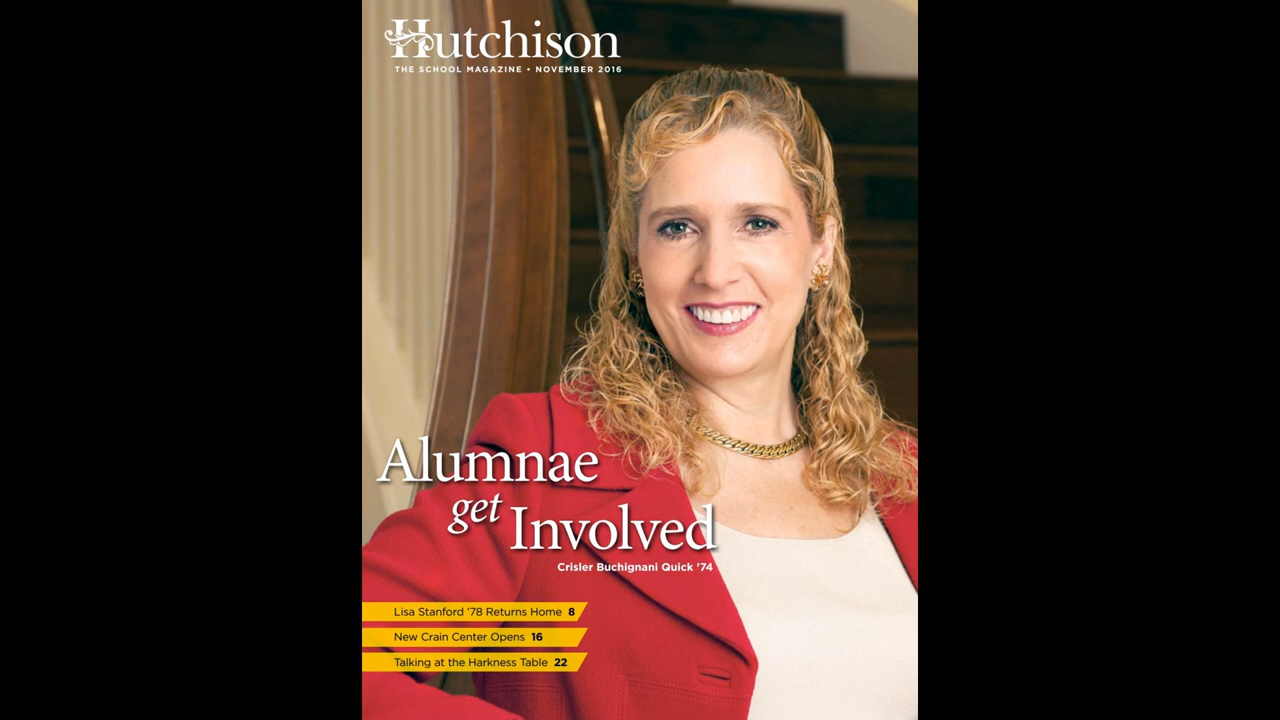 Hutchison
THE SCHOOL MAGAZINE • NOVEMBER 2016
Alumnae
get
Involved
Crisler Buchignani Quick ’74
Lisa Stanford ’78 Returns Home 8
New Crain Center Opens 16
Talking at the Harkness Table 22